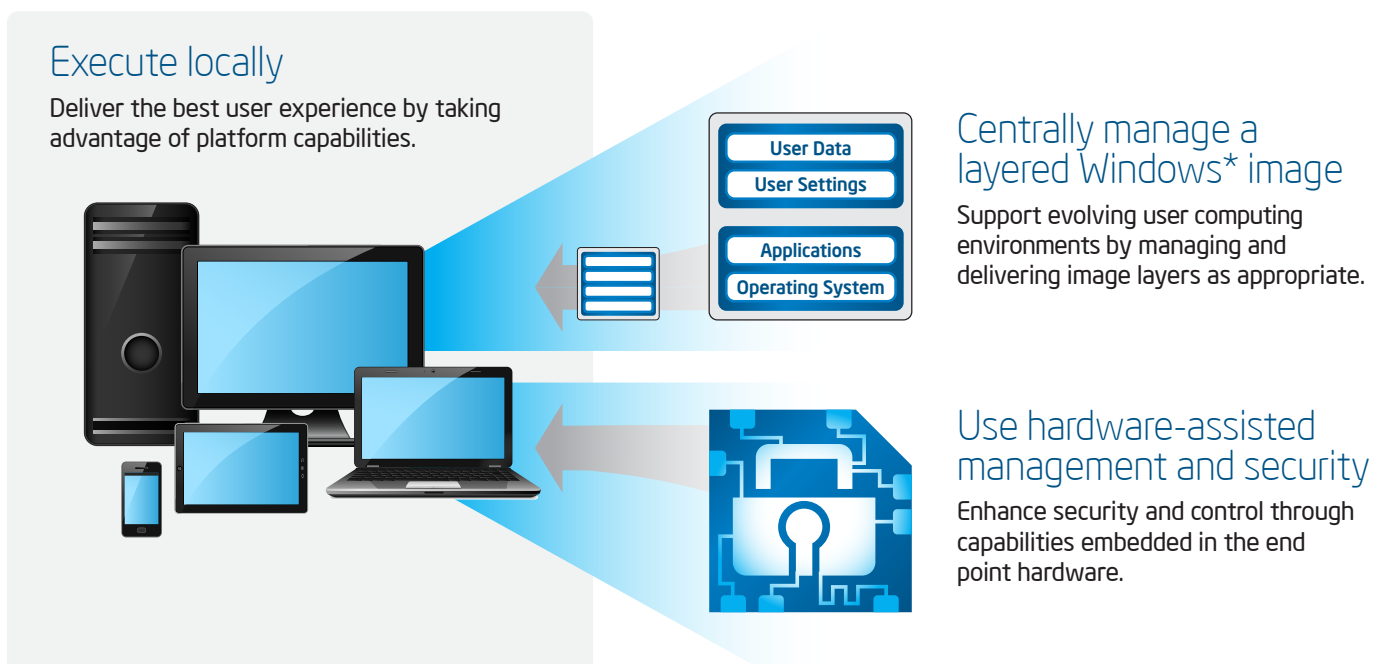 Execute locally
Deliver the best user experience by taking
advantage of platform capabilities.
User Data
User Settings
Applications
Operating System
Centrally manage a
layered Windows* image
Support evolving user computing
environments by managing and
delivering image layers as appropriate.
Use hardware-assisted
management and security
Enhance security and control through
capabilities embedded in the end
point hardware.